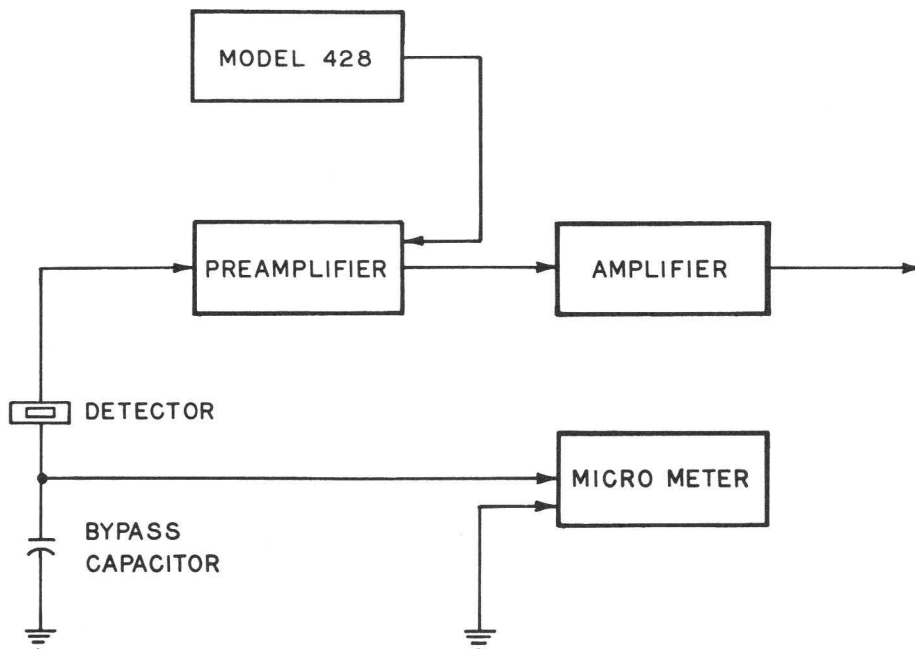 MODEL 428
PREAMPLIFIER
AMPLIFIER
DETECTOR
MICRO METER
BYPASS
CAPACITOR